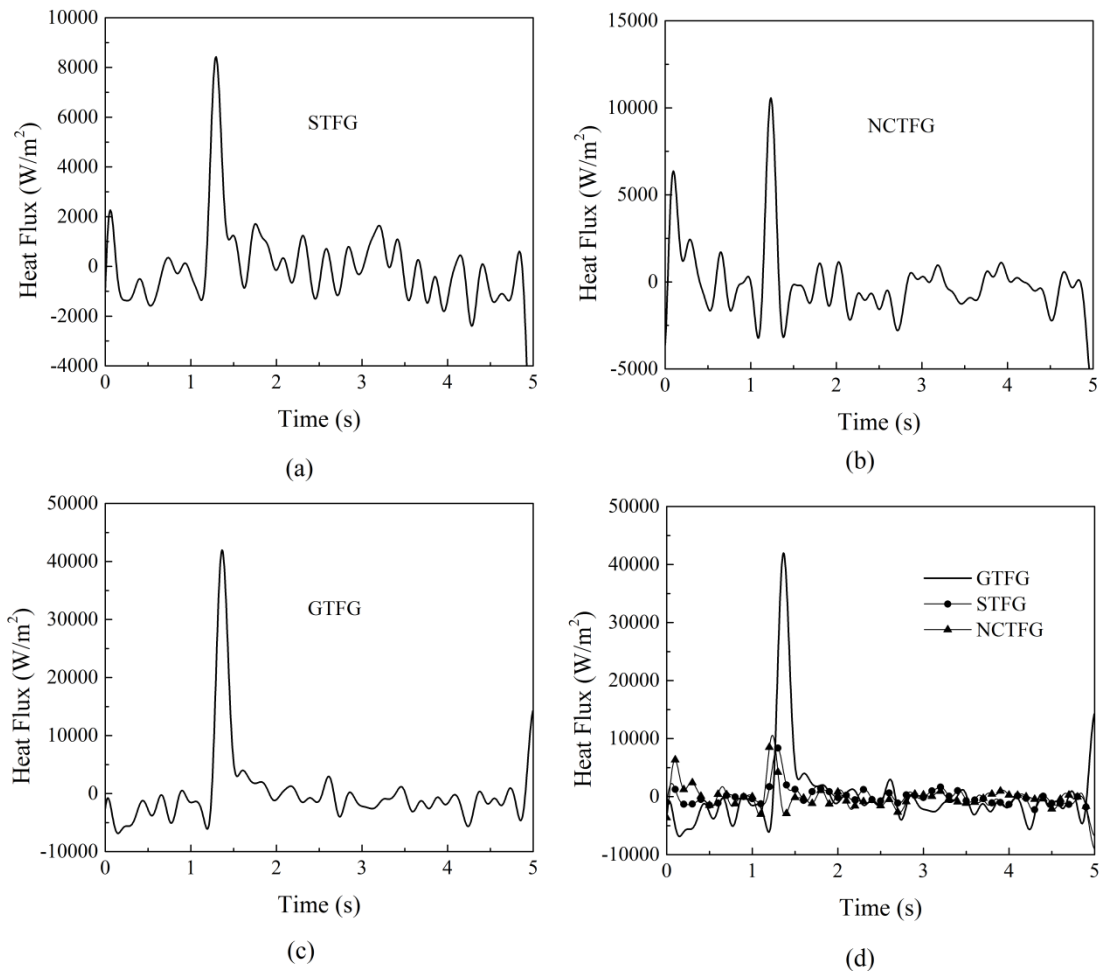 10000
8000
6000
4000
2000
0
-2000
-4000
Heat Flux (W/m²)
STFG
0 1 2 3 4 5
Time (s)
(a)
15000
10000
5000
0
-5000
Heat Flux (W/m²)
NCTFG
0 1 2 3 4 5
Time (s)
(b)
50000
40000
30000
20000
10000
0
-10000
Heat Flux (W/m²)
GTFG
0 1 2 3 4 5
Time (s)
(c)
50000
40000
30000
20000
10000
0
-10000
Heat Flux (W/m²)
GTFG
STFG
NCTFG
0 1 2 3 4 5
Time (s)
(d)